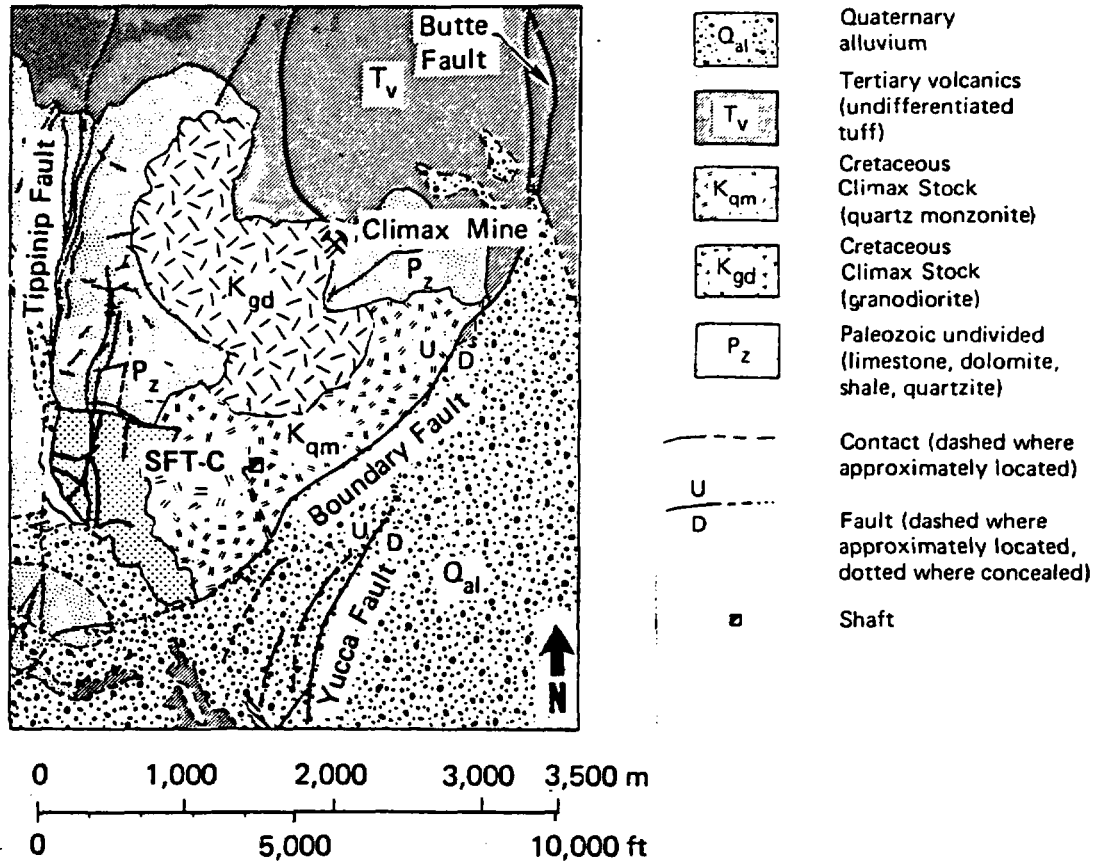 Butte
Fault
Tv
Tippinip Fault
Climax Mine
Pz
Kgd
U
D
Pz
Kqm
SFT-C
Boundary Fault
U
D
Qal
Yucca Fault
N
0 1,000 2,000 3,000 3,500 m
0 5,000 10,000 ft
Qal
Quaternary
alluvium
Tv
Tertiary volcanics
(undifferentiated
tuff)
Kqm
Cretaceous
Climax Stock
(quartz monzonite)
Kgd
Cretaceous
Climax Stock
(granodiorite)
Pz
Paleozoic undivided
(limestone, dolomite,
shale, quartzite)
Contact (dashed where
approximately located)
U
D
Fault (dashed where
approximately located,
dotted where concealed)
Shaft